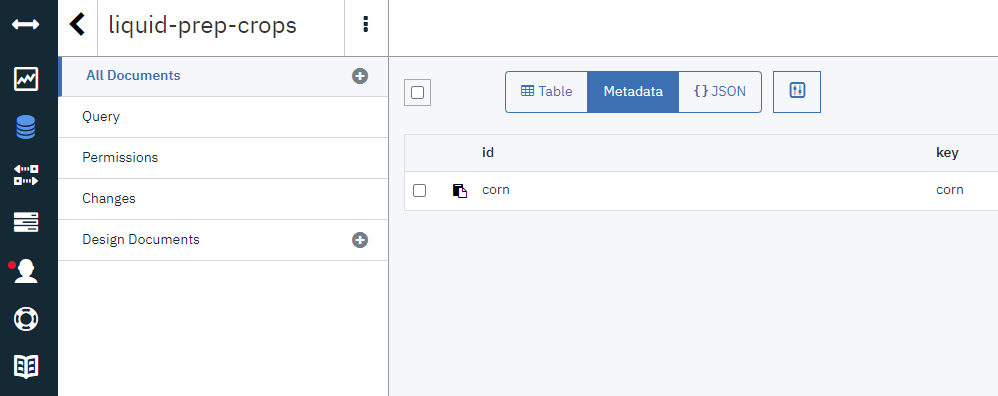 liquid-prep-crops
All Documents
Query
Permissions
Changes
Design Documents
Table Metadata {} JSON
id key
corn corn